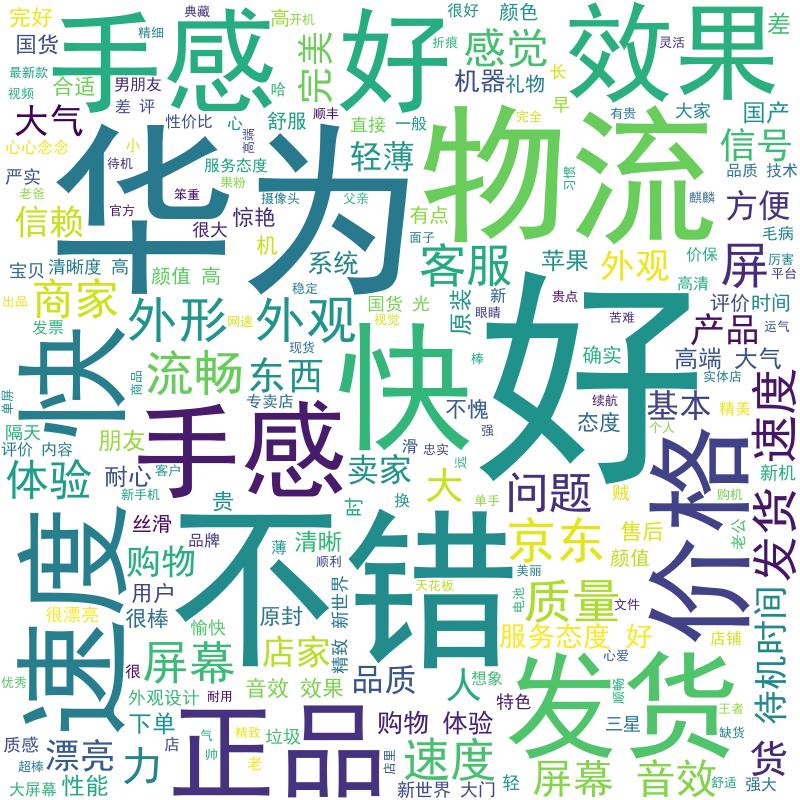 完好
典藏
高
开机
很好
颜色
差
国货
精细
手感
好
效果
完美
折痕
感觉
灵活
最新款
视频
合适
男朋友
哈
机器
礼物
长
大气
差 评
性价比
心
舒服
顺丰
直接
一般
早
完全
有贵
大家
国产
心心念念
小
高端
轻薄
信号
严实
待机
服务态度
品质
技术
老爸
笨重
果粉
摄像头
父亲
习惯
麒麟
方便
信赖
官方
很大
惊艳
有点
华为
物流
面子
毛病
宝贝
清晰度 高
机
系统
客服
苹果
外观
价保
屏
厉害
平台
颜值 高
高清
商家
稳定
国货 光
原装
新
贵点
评价
时间
出品
外形
外观
网速
视觉
眼睛
苦难
产品
运气
发票
快
现货
快
好
确实
高端 大气
流畅
东西
棒
实体店
商品
单屏
专卖店
不愧
续航
基本
精美
速度
隔天
朋友
手感
滑
忠实
强
态度
个人
评价 内容
体验
耐心
客户
卖家
远
价格
新机
新手机
贵
时
换
大
单手
问题
贼
购机
发货
丝滑
速度
品牌
薄
清晰
不错
京东
售后
老公
购物
顺利
颜值
用户
美丽
天花板
质量
电池
文件
很漂亮
很棒
原封
新世界
服务态度 好
店铺
待机时间
愉快
店家
精致
心爱
优秀
很
屏幕
品质
人
想象
发货
外观设计
耐用
音效 效果
特色
顺畅
王者
下单
正品
购物 体验
三星
缺货
货
质感
漂亮
店
气
精致
垃圾
速度
超棒
力
帅
老
店里
轻
屏幕
音效
舒适
强大
大屏幕
性能
新世界 大门